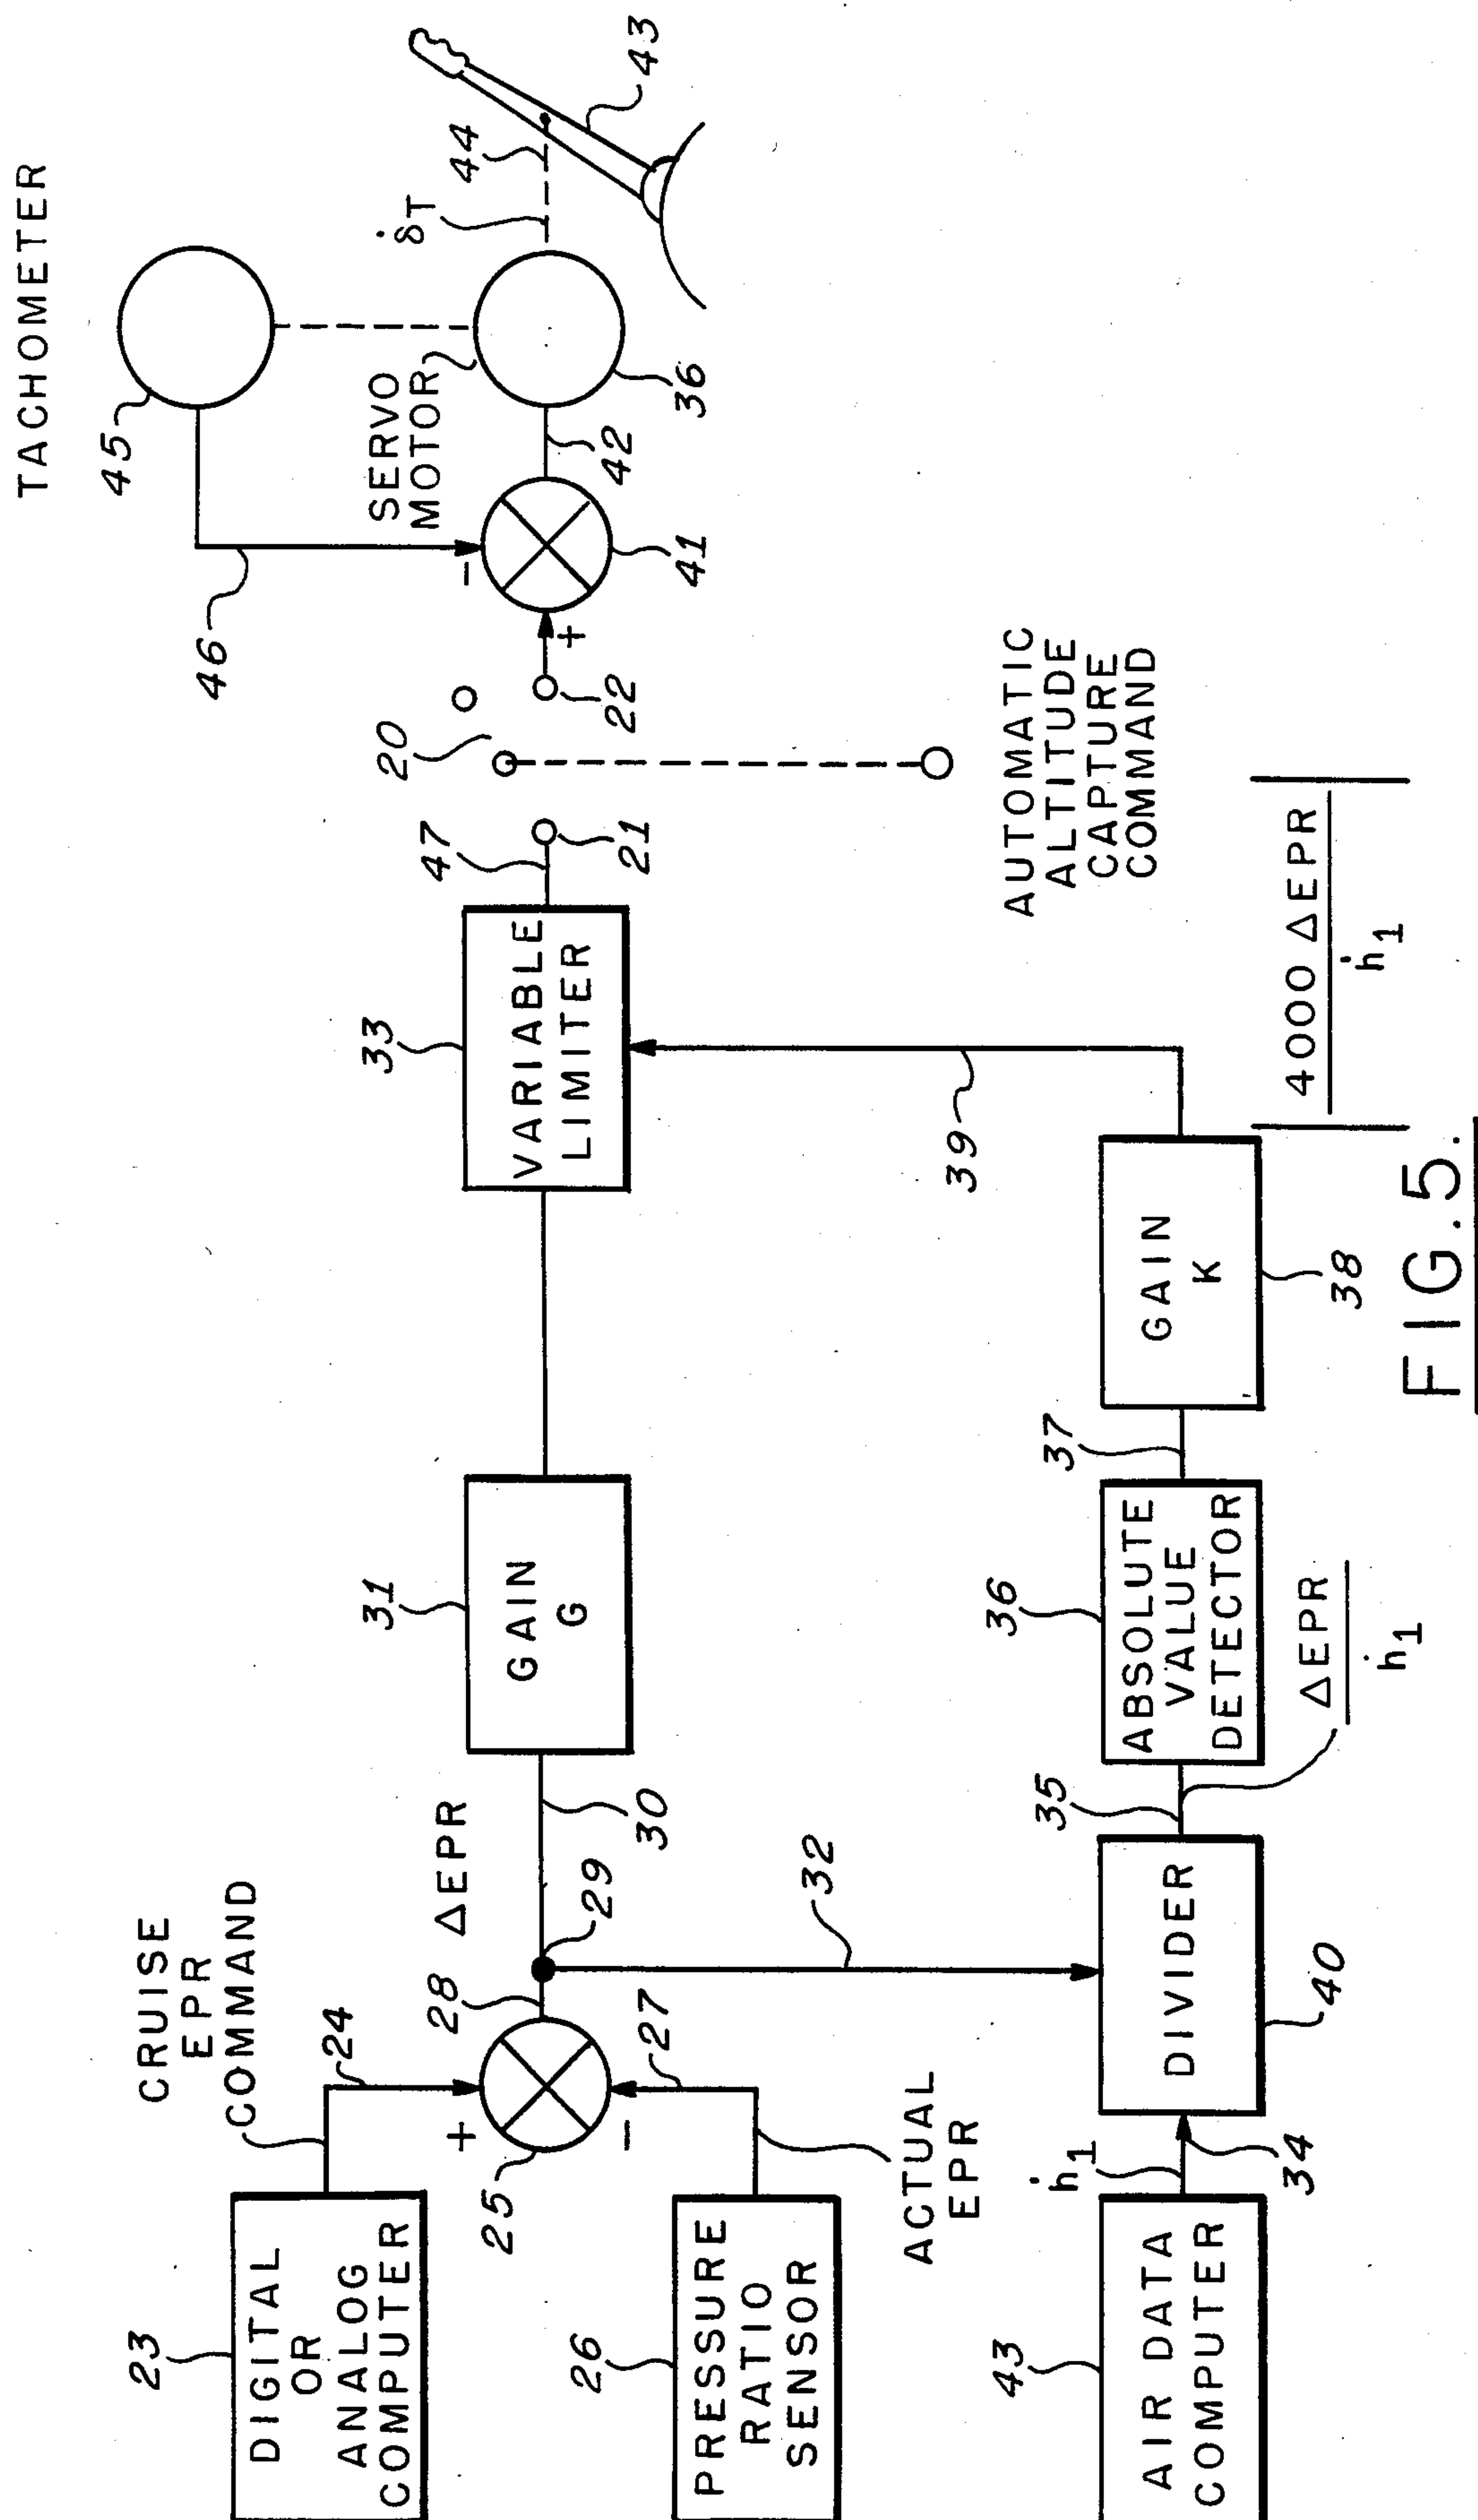 TACHOMETER
45
46
SERVO
MOTOR
δ̇T
44
43
36
42
41
-
+
22
20
21
47
AUTOMATIC
ALTITUDE
CAPTURE
COMMAND
33
VARIABLE
LIMITER
39
31
GAIN
G
CRUISE
EPR
COMMAND
24
23
DIGITAL
OR
ANALOG
COMPUTER
+
-
25
28
29
ΔEPR
30
27
32
26
PRESSURE
RATIO
SENSOR
ACTUAL
EPR
43
AIR DATA
COMPUTER
ḣ1
34
DIVIDER
40
35
ΔEPR
ḣ1
36
ABSOLUTE
VALUE
DETECTOR
37
GAIN
K
38
4000 ΔEPR
ḣ1
FIG.5.